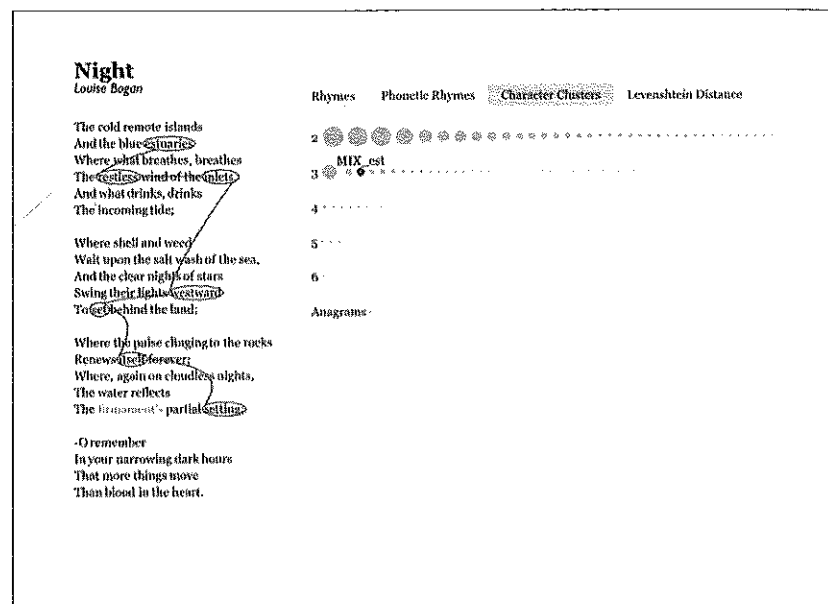 Night
Louise Bogan
Rhymes Phonetic Rhymes Character Clusters Levenshtein Distance
The cold remote islands
And the blue estuaries
Where what breathes, breathes
The restless wind of the inlets,
And what drinks, drinks
The incoming tide;
Where shell and weed
Wait upon the salt wash of the sea,
And the clear nights of stars
Swing their lights westward
To set behind the land;
Where the pulse clinging to the rocks
Renews itself forever;
Where, again on cloudless nights,
The water reflects
The firmament's partial setting.
-O remember
In your narrowing dark hours
That more things move
Than blood in the heart.
2
MIX_est
3
4
5
6
Anagrams